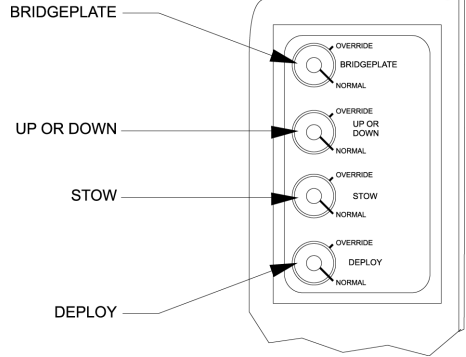 BRIDGEPLATE
OVERRIDE
BRIDGEPLATE
NORMAL
UP OR DOWN
OVERRIDE
UP OR
DOWN
NORMAL
STOW
OVERRIDE
STOW
NORMAL
DEPLOY
OVERRIDE
DEPLOY
NORMAL